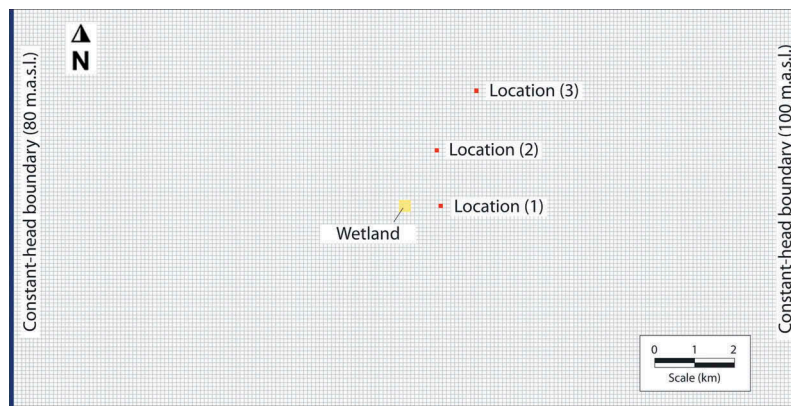 N
Constant-head boundary (80 m.a.s.l.)
Location (3)
Location (2)
Location (1)
Wetland
Constant-head boundary (100 m.a.s.l.)
0 1 2
Scale (km)